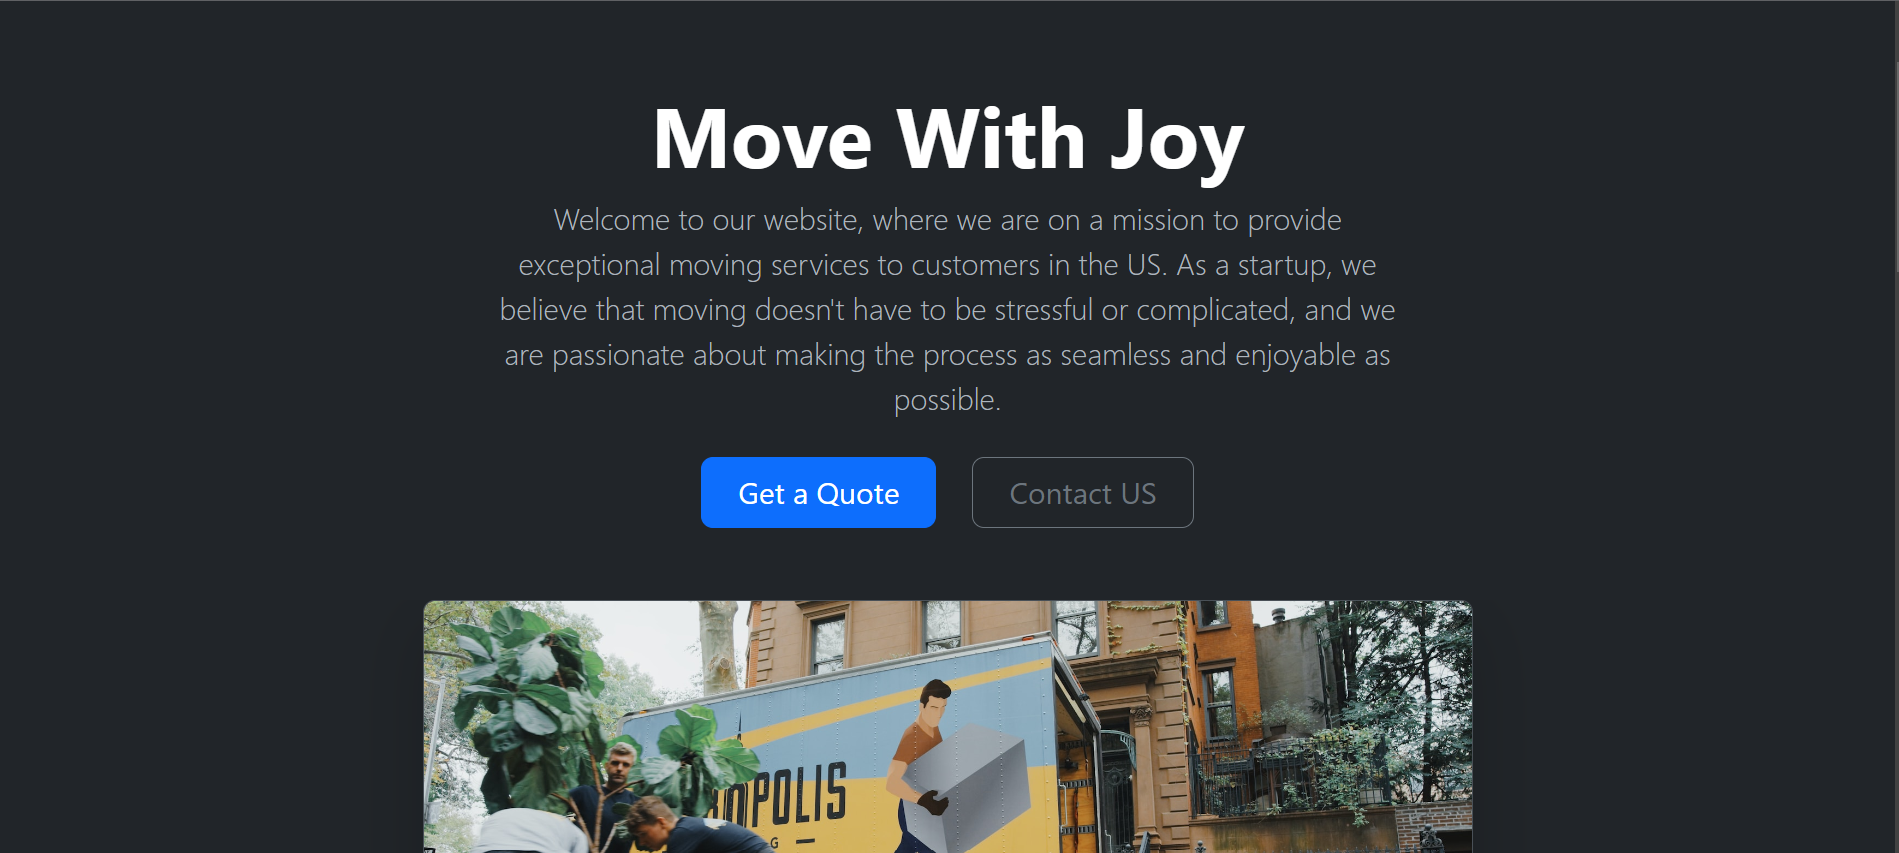 Move With Joy
Welcome to our website, where we are on a mission to provide
exceptional moving services to customers in the US. As a startup, we
believe that moving doesn't have to be stressful or complicated, and we
are passionate about making the process as seamless and enjoyable as
possible.
Get a Quote
Contact US
POLIS